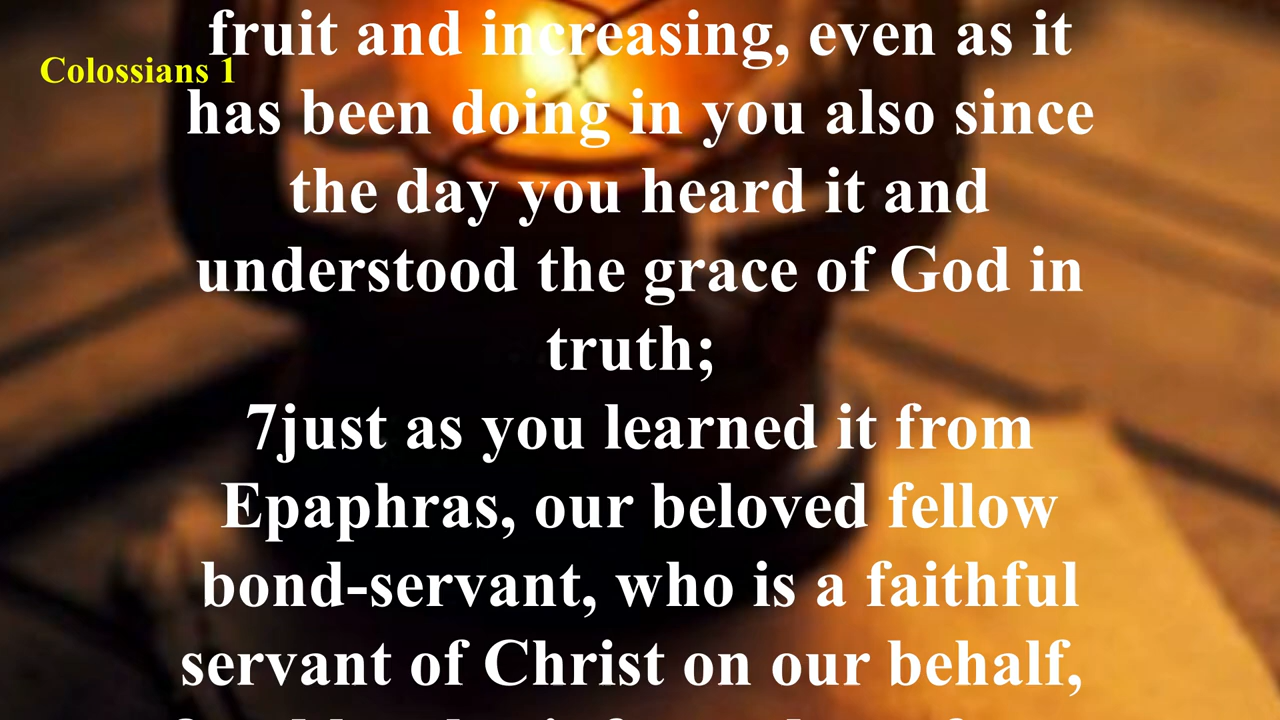 fruit and increasing, even as it
Colossians 1
has been doing in you also since
the day you heard it and
understood the grace of God in
truth;
7just as you learned it from
Epaphras, our beloved fellow
bond-servant, who is a faithful
servant of Christ on our behalf,